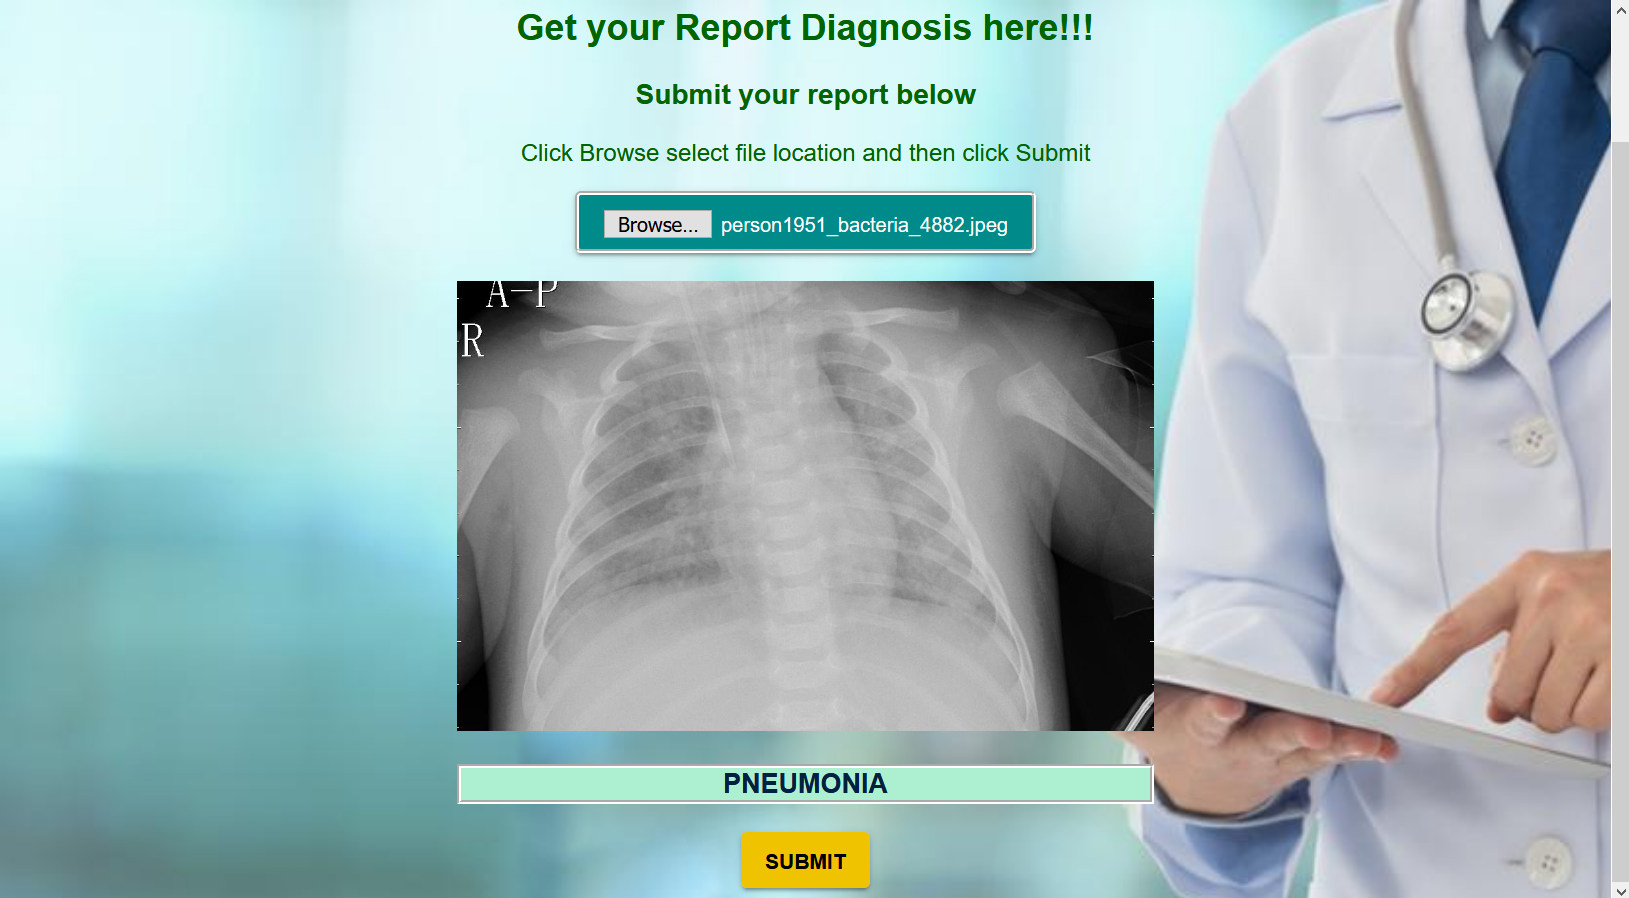 Get your Report Diagnosis here!!!
Submit your report below
Click Browse select file location and then click Submit
Browse... person1951_bacteria_4882.jpeg
A-P
R
PNEUMONIA
SUBMIT